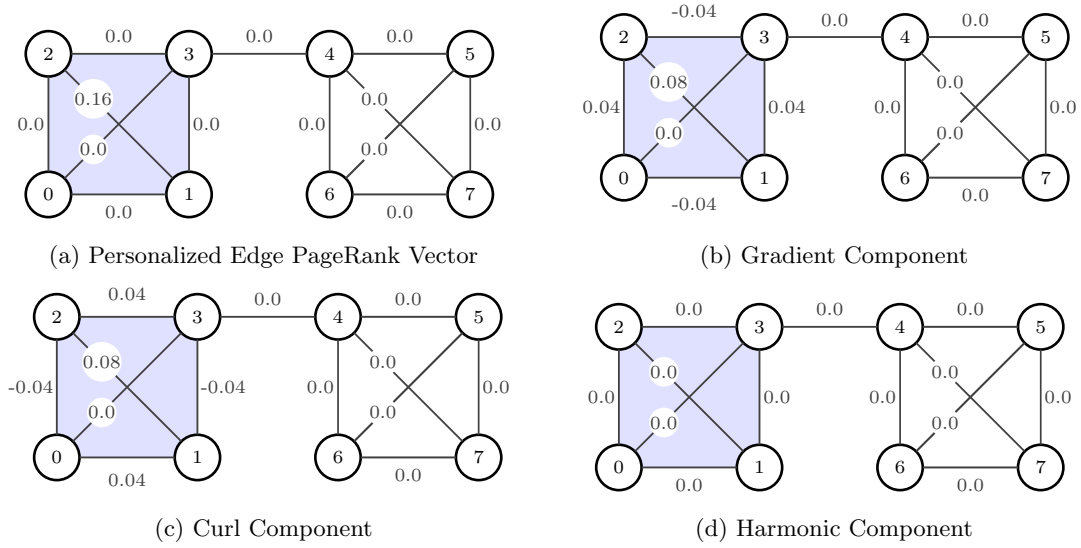 0.0 0.0 0.0
2 3 4 5
0.16 0.0
0.0 0.0 0.0 0.0
0.0 0.0
0 1 6 7
0.0 0.0
(a) Personalized Edge PageRank Vector
-0.04 0.0 0.0
2 3 4 5
0.08 0.0
0.04 0.04 0.0 0.0
0.0 0.0
0 1 6 7
-0.04 0.0
(b) Gradient Component
0.04 0.0 0.0
2 3 4 5
0.08 0.0
-0.04 -0.04 0.0 0.0
0.0 0.0
0 1 6 7
0.04 0.0
(c) Curl Component
0.0 0.0 0.0
2 3 4 5
0.0 0.0
0.0 0.0 0.0 0.0
0.0 0.0
0 1 6 7
0.0 0.0
(d) Harmonic Component